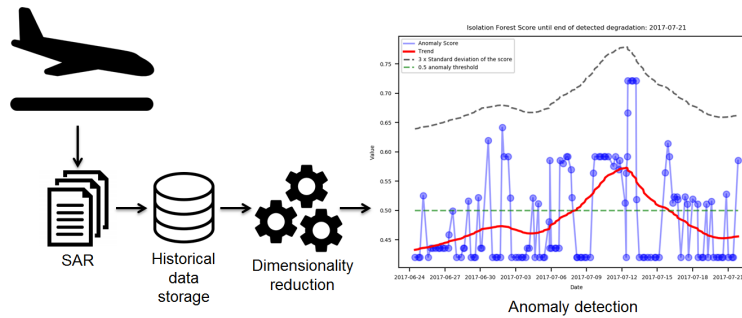 Isolation Forest Score until end of detected degradation: 2017-07-21
Anomaly Score
Trend
3 x Standard deviation of the score
0.5 anomaly threshold
0.75
0.70
0.65
0.60
0.55
0.50
0.45
Value
2017-06-24
2017-06-27
2017-06-30
2017-07-03
2017-07-06
2017-07-09
2017-07-12
2017-07-15
2017-07-18
2017-07-21
Date
SAR
Historical
data
storage
Dimensionality
reduction
Anomaly detection